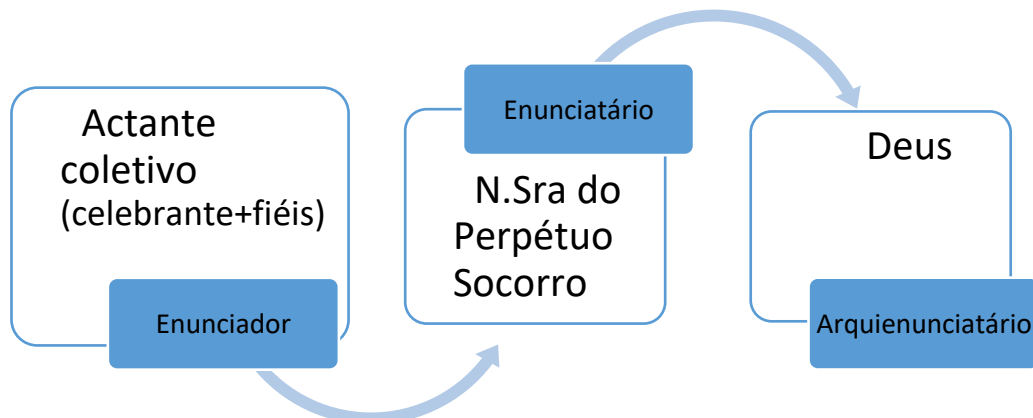 Actante
coletivo
(celebrante+fiéis)
Enunciador
Enunciatário
N.Sra do
Perpétuo
Socorro
Deus
Arquienunciatário